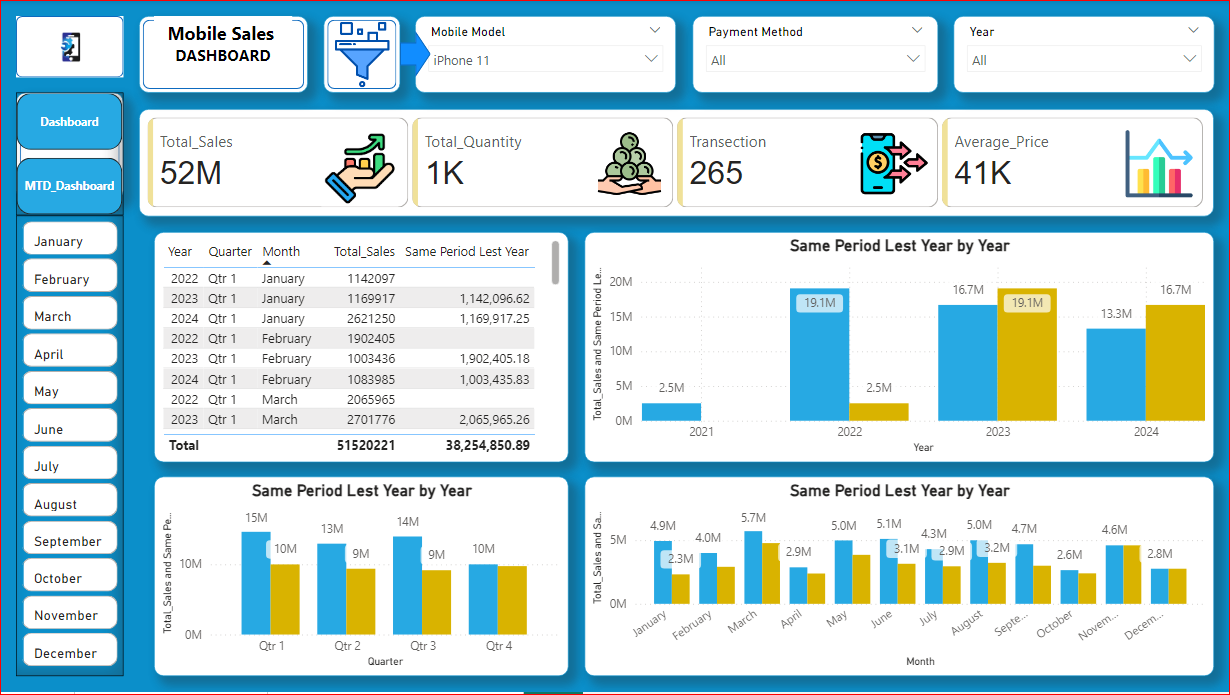 Mobile Sales
DASHBOARD
Mobile Model
iPhone 11
Payment Method
All
Year
All
Dashboard
MTD_Dashboard
January
February
March
April
May
June
July
August
September
October
November
December
Total_Sales
52M
Total_Quantity
1K
Transection
265
Average_Price
41K
Year Quarter Month Total_Sales Same Period Lest Year
2022 Qtr 1 January 1142097
2023 Qtr 1 January 1169917 1,142,096.62
2024 Qtr 1 January 2621250 1,169,917.25
2022 Qtr 1 February 1902405
2023 Qtr 1 February 1003436 1,902,405.18
2024 Qtr 1 February 1083985 1,003,435.83
2022 Qtr 1 March 2065965
2023 Qtr 1 March 2701776 2,065,965.26
Total 51520221 38,254,850.89
Same Period Lest Year by Year
Total_Sales and Same Period Le...
20M
15M
10M
5M
0M
2.5M
19.1M
2.5M
16.7M
19.1M
13.3M
16.7M
2021 2022 2023 2024
Year
Same Period Lest Year by Year
Total_Sales and Same Pe...
10M
0M
15M
10M
13M
9M
14M
9M
10M
Qtr 1 Qtr 2 Qtr 3 Qtr 4
Quarter
Same Period Lest Year by Year
Total_Sales and Sa...
5M
0M
4.9M
2.3M
4.0M
5.7M
2.9M
5.0M
5.1M
3.1M
4.3M
2.9M
5.0M
3.2M
4.7M
2.6M
4.6M
2.8M
January February March April May June July August Septe... October Novem... Decem...
Month